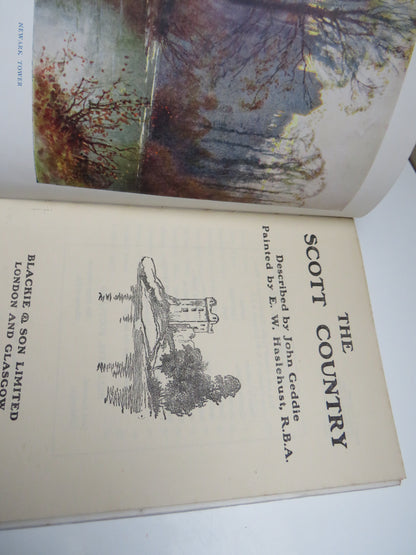 NEWARK TOWER
THE
SCOTT COUNTRY
Described by John Geddie
Painted by E. W. Haslehust, R.B.A.
BLACKIE & SON LIMITED
LONDON AND GLASGOW